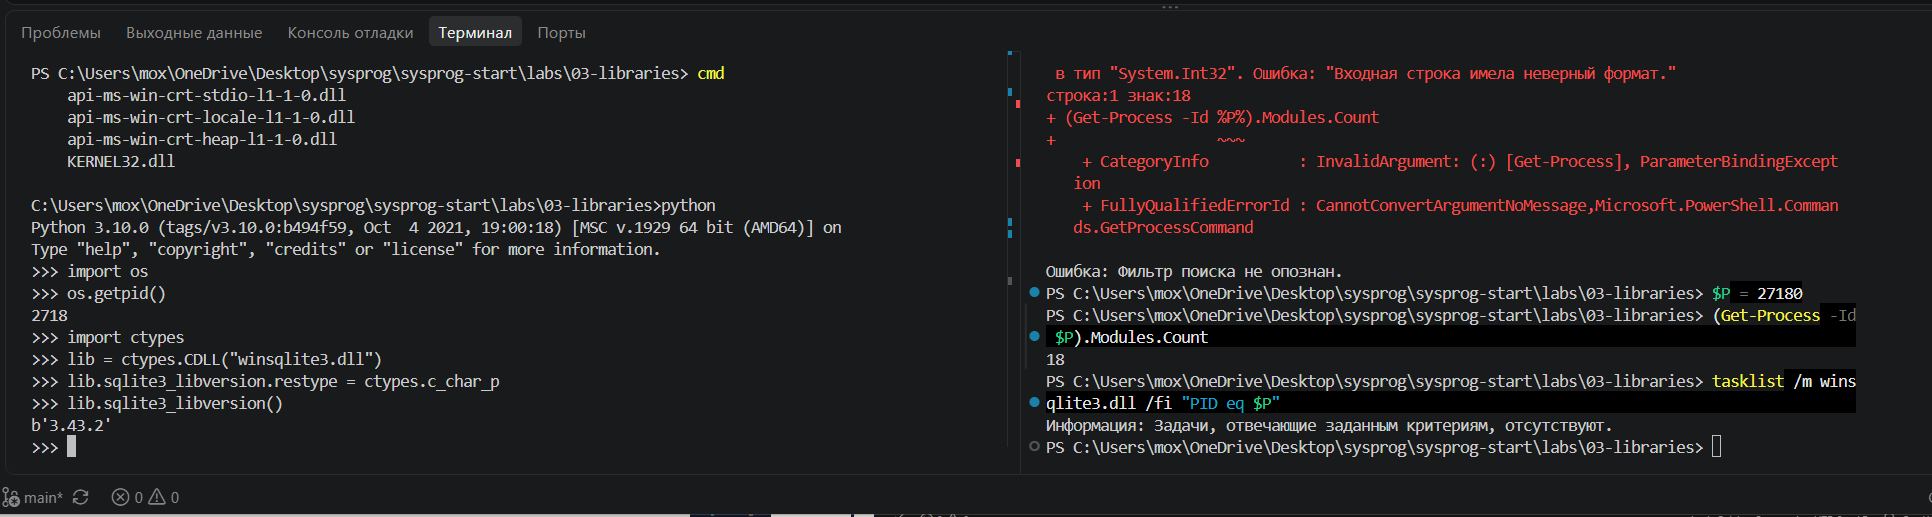 Проблемы Выходные данные Консоль отладки Терминал Порты
PS C:\Users\mox\OneDrive\Desktop\sysprog\sysprog-start\labs\03-libraries> cmd
    api-ms-win-crt-stdio-l1-1-0.dll
    api-ms-win-crt-locale-l1-1-0.dll
    api-ms-win-crt-heap-l1-1-0.dll
    KERNEL32.dll
C:\Users\mox\OneDrive\Desktop\sysprog\sysprog-start\labs\03-libraries>python
Python 3.10.0 (tags/v3.10.0:b494f59, Oct  4 2021, 19:00:18) [MSC v.1929 64 bit (AMD64)] on
Type "help", "copyright", "credits" or "license" for more information.
>>> import os
>>> os.getpid()
2718
>>> import ctypes
>>> lib = ctypes.CDLL("winsqlite3.dll")
>>> lib.sqlite3_libversion.restype = ctypes.c_char_p
>>> lib.sqlite3_libversion()
b'3.43.2'
>>>
 в тип "System.Int32". Ошибка: "Входная строка имела неверный формат."
строка:1 знак:18
+ (Get-Process -Id %P%).Modules.Count
+                  ~~~
    + CategoryInfo          : InvalidArgument: (:) [Get-Process], ParameterBindingExcept
   ion
    + FullyQualifiedErrorId : CannotConvertArgumentNoMessage,Microsoft.PowerShell.Comman
   ds.GetProcessCommand
Ошибка: Фильтр поиска не опознан.
PS C:\Users\mox\OneDrive\Desktop\sysprog\sysprog-start\labs\03-libraries> $P = 27180
PS C:\Users\mox\OneDrive\Desktop\sysprog\sysprog-start\labs\03-libraries> (Get-Process -Id
 $P).Modules.Count
18
PS C:\Users\mox\OneDrive\Desktop\sysprog\sysprog-start\labs\03-libraries> tasklist /m wins
qlite3.dll /fi "PID eq $P"
Информация: Задачи, отвечающие заданным критериям, отсутствуют.
PS C:\Users\mox\OneDrive\Desktop\sysprog\sysprog-start\labs\03-libraries>
main* 0 0